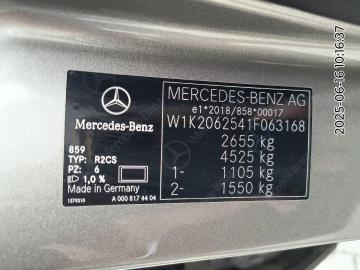 Mercedes-Benz
859
TYP: R2CS
PZ: 6
1,0 %
Made in Germany
1579310
A 000 817 44 04
MERCEDES-BENZ AG
e1*2018/858*00017
W1K2062541F063168
2655 kg
4525 kg
1- 1105 kg
2- 1550 kg
2025-06-16 10:16:37